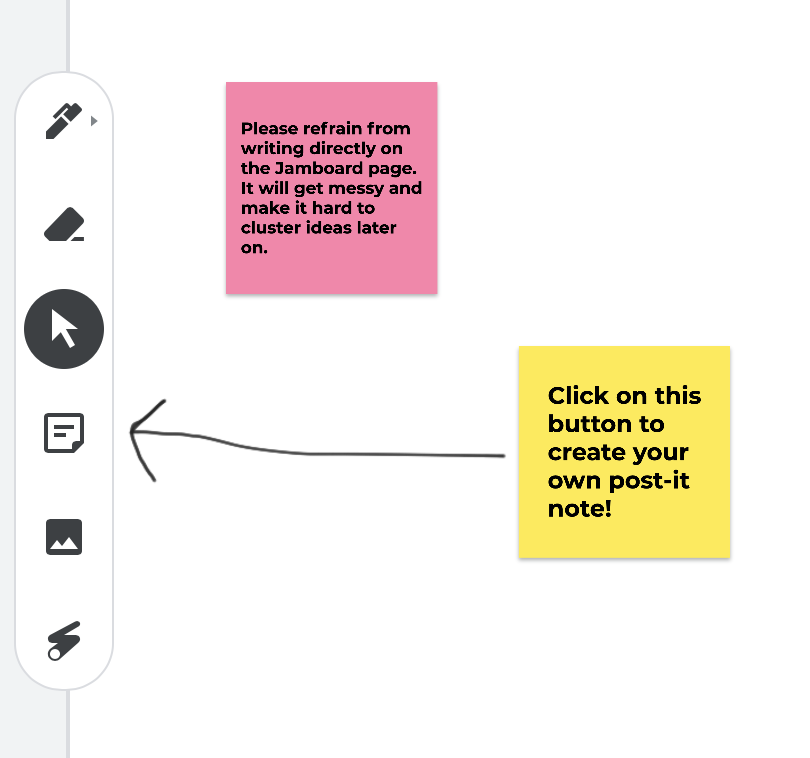 Please refrain from
writing directly on
the Jamboard page.
It will get messy and
make it hard to
cluster ideas later
on.
Click on this
button to
create your
own post-it
note!